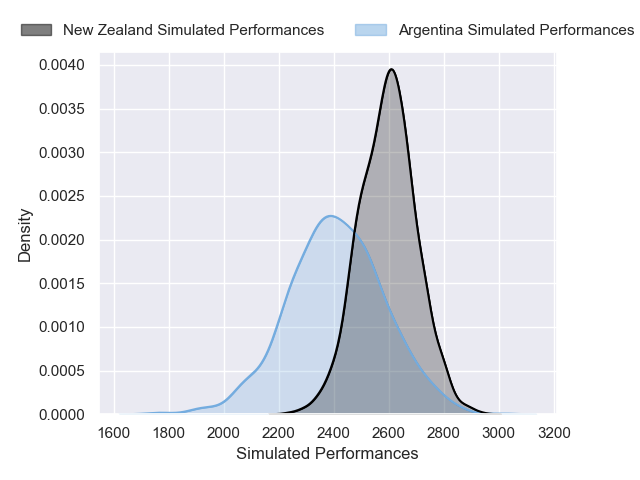 New Zealand Simulated Performances Argentina Simulated Performances
0.0040
0.0035
0.0030
0.0025
0.0020
0.0015
0.0010
0.0005
0.0000
Density
1600 1800 2000 2200 2400 2600 2800 3000 3200
Simulated Performances